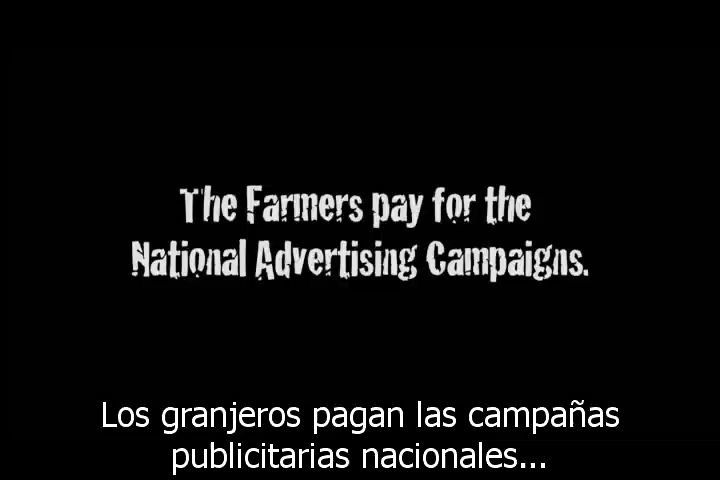 The Farmers pay for the
National Advertising Campaigns.
Los granjeros pagan las campañas
publicitarias nacionales...